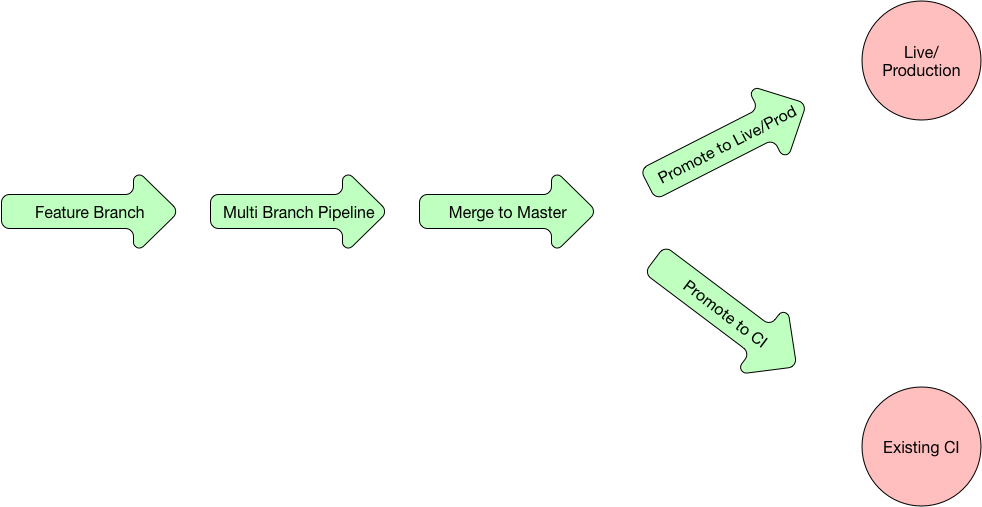 Feature Branch
Multi Branch Pipeline
Merge to Master
Promote to Live/Prod
Live/
Production
Promote to CI
Existing CI